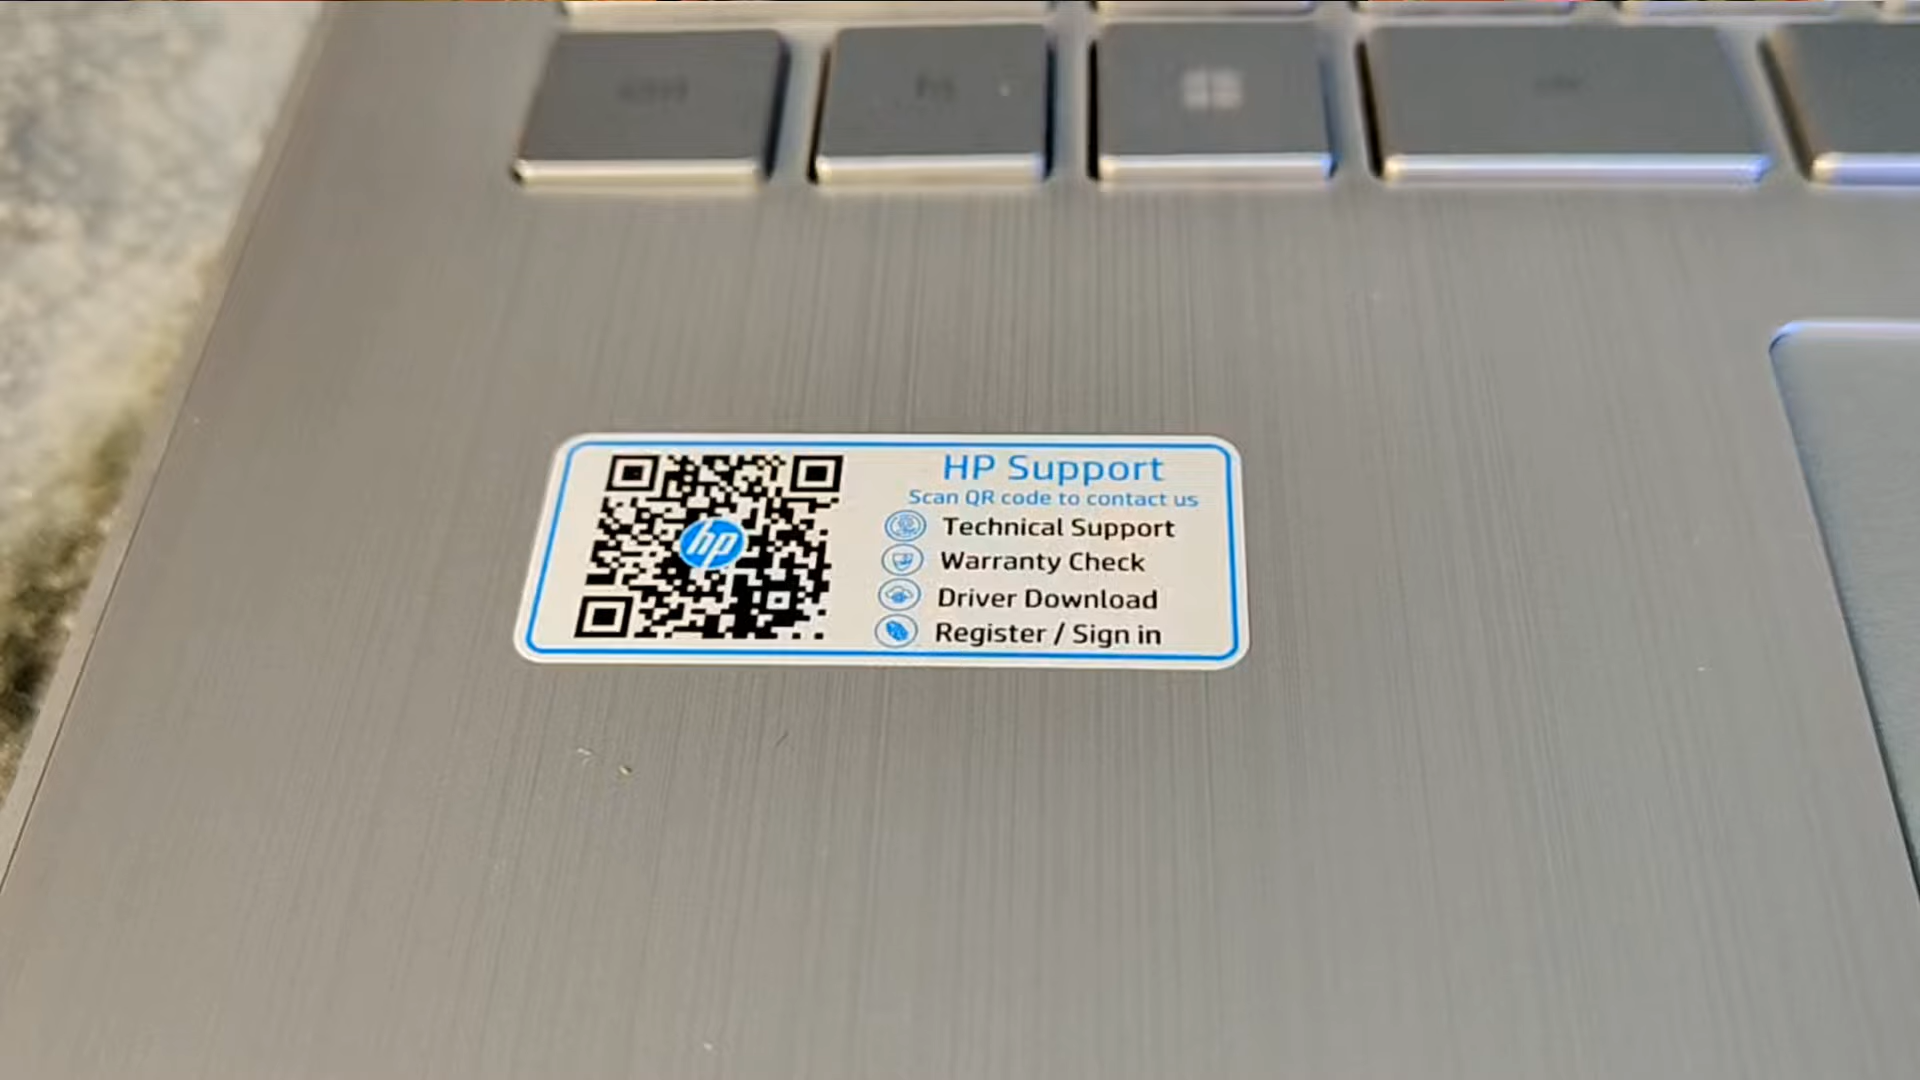 HP Support
Scan QR code to contact us
hp
Technical Support
Warranty Check
Driver Download
Register / Sign in